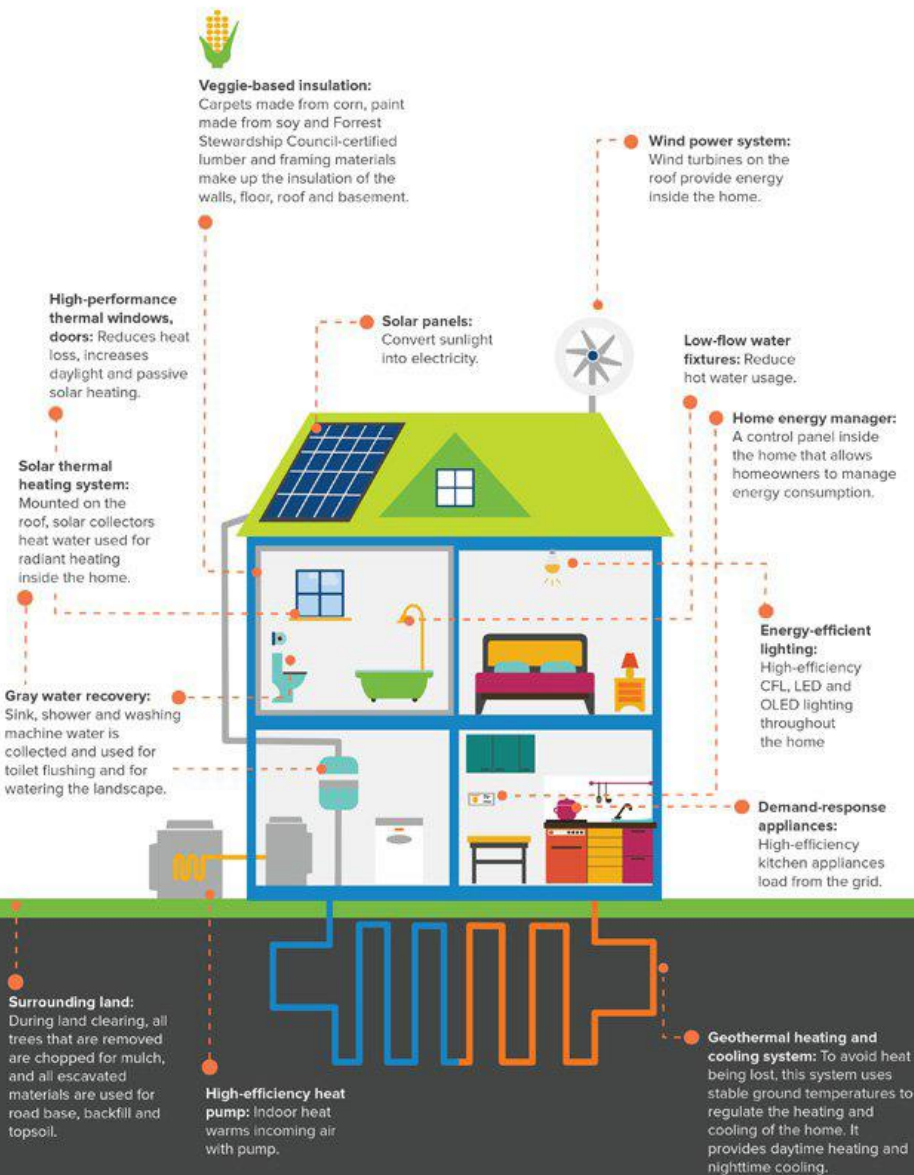 Veggie-based insulation:
Carpets made from corn, paint
made from soy and Forrest
Stewardship Council-certified
lumber and framing materials
make up the insulation of the
walls, floor, roof and basement.
Wind power system:
Wind turbines on the
roof provide energy
inside the home.
High-performance
thermal windows,
doors: Reduces heat
loss, increases
daylight and passive
solar heating.
Solar panels:
Convert sunlight
into electricity.
Low-flow water
fixtures: Reduce
hot water usage.
Home energy manager:
A control panel inside
the home that allows
homeowners to manage
energy consumption.
Solar thermal
heating system:
Mounted on the
roof, solar collectors
heat water used for
radiant heating
inside the home.
Energy-efficient
lighting:
High-efficiency
CFL, LED and
OLED lighting
throughout
the home
Gray water recovery:
Sink, shower and washing
machine water is
collected and used for
toilet flushing and for
watering the landscape.
Demand-response
appliances:
High-efficiency
kitchen appliances
load from the grid.
Surrounding land:
During land clearing, all
trees that are removed
are chopped for mulch,
and all escavated
materials are used for
road base, backfill and
topsoil.
High-efficiency heat
pump: Indoor heat
warms incoming air
with pump.
Geothermal heating and
cooling system: To avoid heat
being lost, this system uses
stable ground temperatures to
regulate the heating and
cooling of the home. It
provides daytime heating and
nighttime cooling.